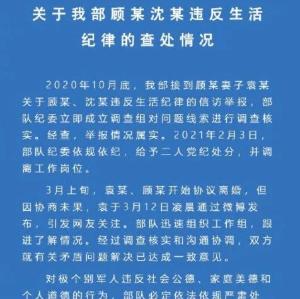 关于我部顾某沈某违反生活
纪律的查处情况
2020年10月底，我部接到顾某妻子袁某
关于顾某、沈某违反生活纪律的信访举报，部
队纪委立即成立调查组对问题线索进行调查核
实。经查，举报情况属实。2021年2月3日，
部队纪委依规依纪，给予二人党纪处分，并调
离工作岗位。
3月上旬，袁某、顾某开始协议离婚，但
因协商未果，袁于3月12日凌晨通过微博发
布，引发网友关注。部队迅速组织工作组，跟
进了解情况。经过调查核实和沟通协调，双方
就有关矛盾问题解决已达成一致意见。
对极个别军人违反社会公德、家庭美德和
个人道德的行为，部队必定依法依规严肃处